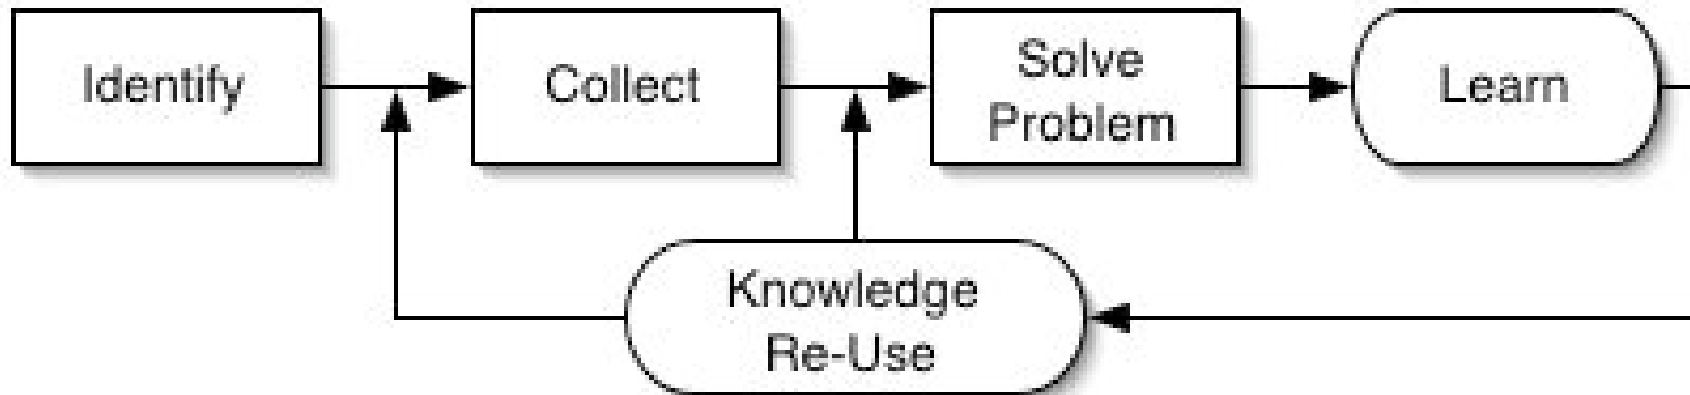 Identify
Collect
Solve
Problem
Learn
Knowledge
Re-Use